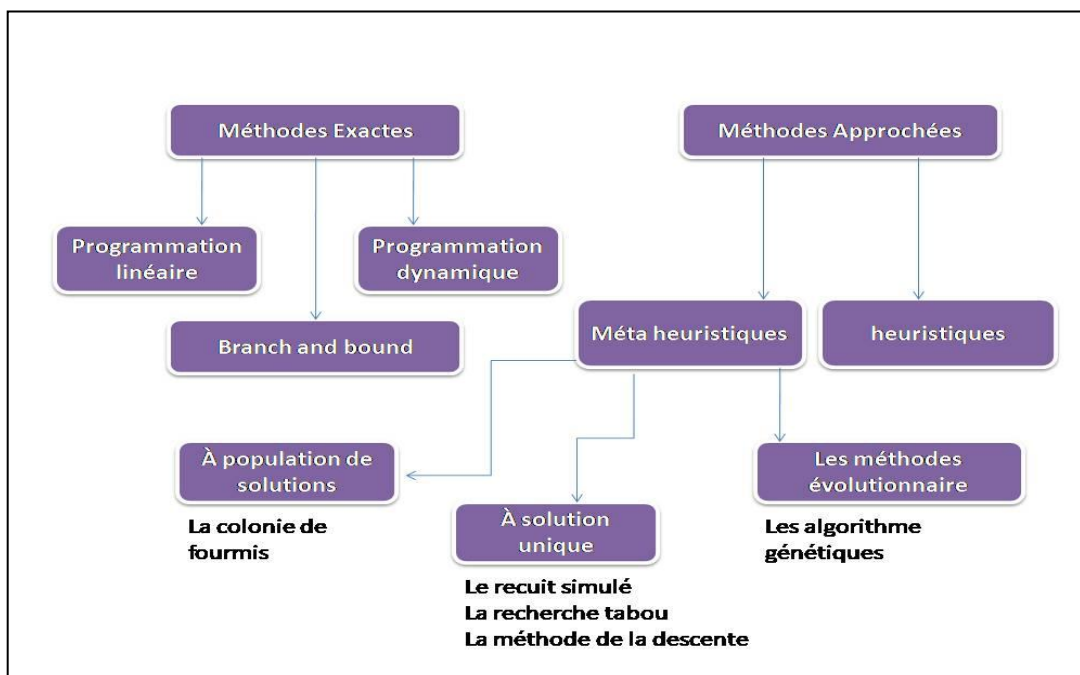 Méthodes Exactes
Méthodes Approchées
Programmation
linéaire
Programmation
dynamique
Branch and bound
Méta heuristiques
heuristiques
À population de
solutions
La colonie de
fourmis
À solution
unique
Le recuit simulé
La recherche tabou
La méthode de la descente
Les méthodes
évolutionnaire
Les algorithme
génétiques